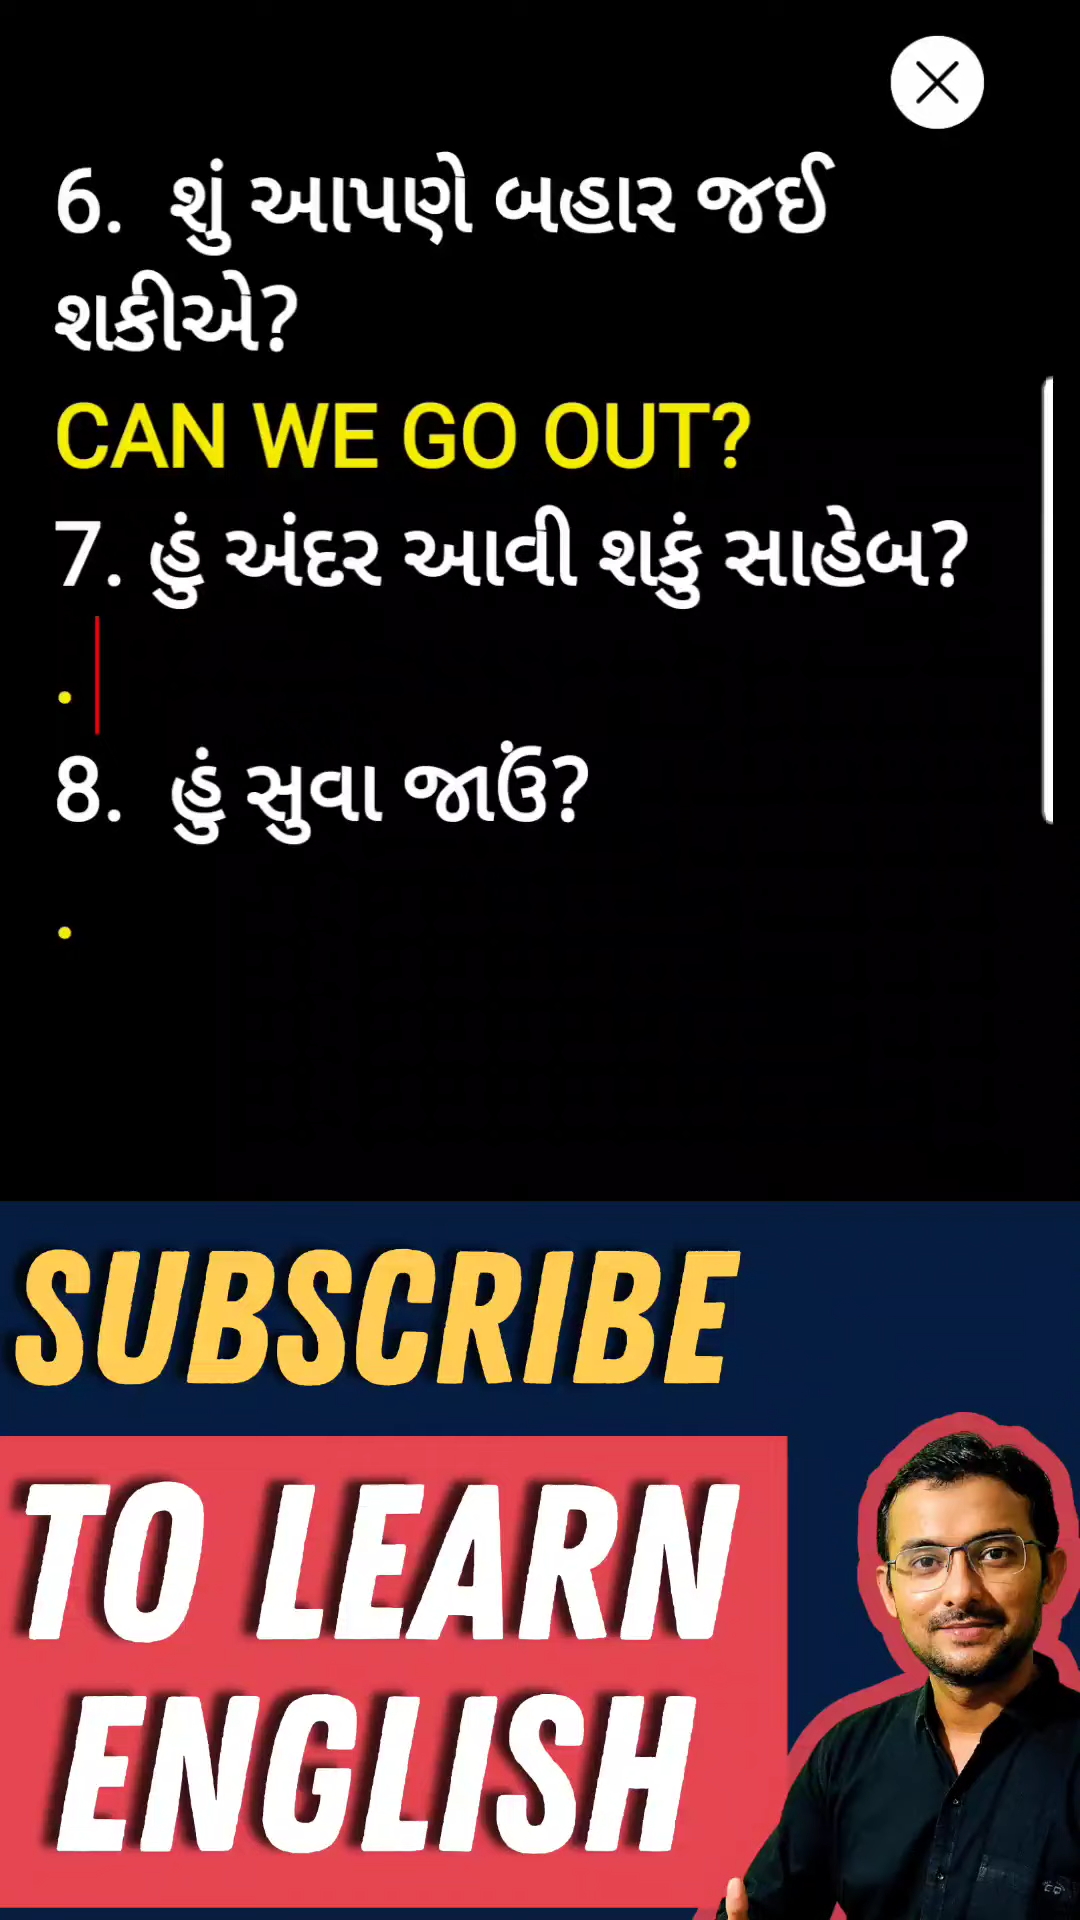 6. શું આપણે બહાર જઈ
શકીએ?
CAN WE GO OUT?
7. હું અંદર આવી શકું સાહેબ?
.
8. હું સુવા જાઉં?
.
SUBSCRIBE
TO LEARN
ENGLISH